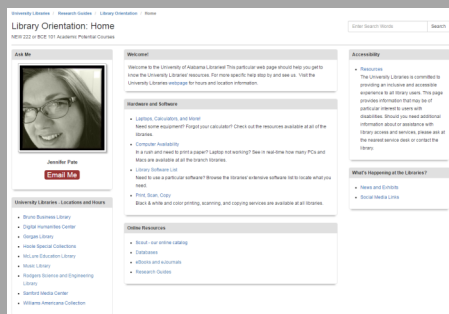 University Libraries / Research Guides / Library Orientation / Home
Library Orientation: Home
NEW 222 or BCE 101 Academic Potential Courses
Enter Search Words
Search
Ask Me
Jennifer Pate
Email Me
University Libraries - Locations and Hours
Bruno Business Library
Digital Humanities Center
Gorgas Library
Hoole Special Collections
McLure Education Library
Music Library
Rodgers Science and Engineering
Library
Sanford Media Center
Williams Americana Collection
Welcome!
Welcome to the University of Alabama Libraries! This particular web page should help you get to
know the University Libraries' resources. For more specific help stop by and see us. Visit the
University Libraries webpage for hours and location information.
Hardware and Software
Laptops, Calculators, and More!
Need some equipment? Forgot your calculator? Check out the resources available at all of the
libraries.
Computer Availability
In a rush and need to print a paper? Laptop not working? See in real-time how many PCs and
Macs are available at all the branch libraries.
Library Software List
Need to use a particular software? Browse the libraries' extensive software list to locate what you
need.
Print, Scan, Copy
Black & white and color printing, scanning, and copying services are available at all libraries.
Online Resources
Scout - our online catalog
Databases
eBooks and eJournals
Research Guides
Accessibility
Resources
The University Libraries is committed to
providing an inclusive and accessible
experience to all library users. This page
provides information that may be of
particular interest to users with
disabilities. Should you need additional
information about or assistance with
library access and services, please ask at
the nearest service desk or contact the
library.
What's Happening at the Libraries?
News and Exhibits
Social Media Links